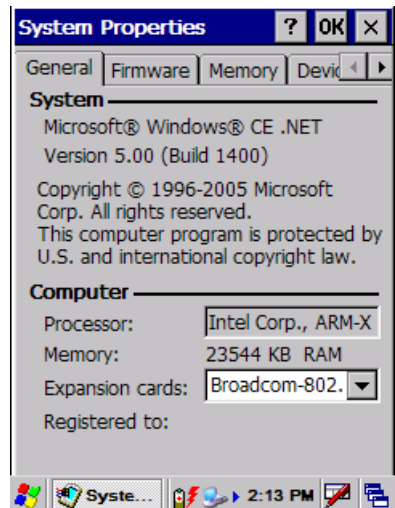 System Properties ? OK ×
General Firmware Memory Devic
System
Microsoft® Windows® CE .NET
Version 5.00 (Build 1400)
Copyright © 1996-2005 Microsoft
Corp. All rights reserved.
This computer program is protected by
U.S. and international copyright law.
Computer
Processor: Intel Corp., ARM-X
Memory: 23544 KB RAM
Expansion cards: Broadcom-802.
Registered to:
Syste... 2:13 PM